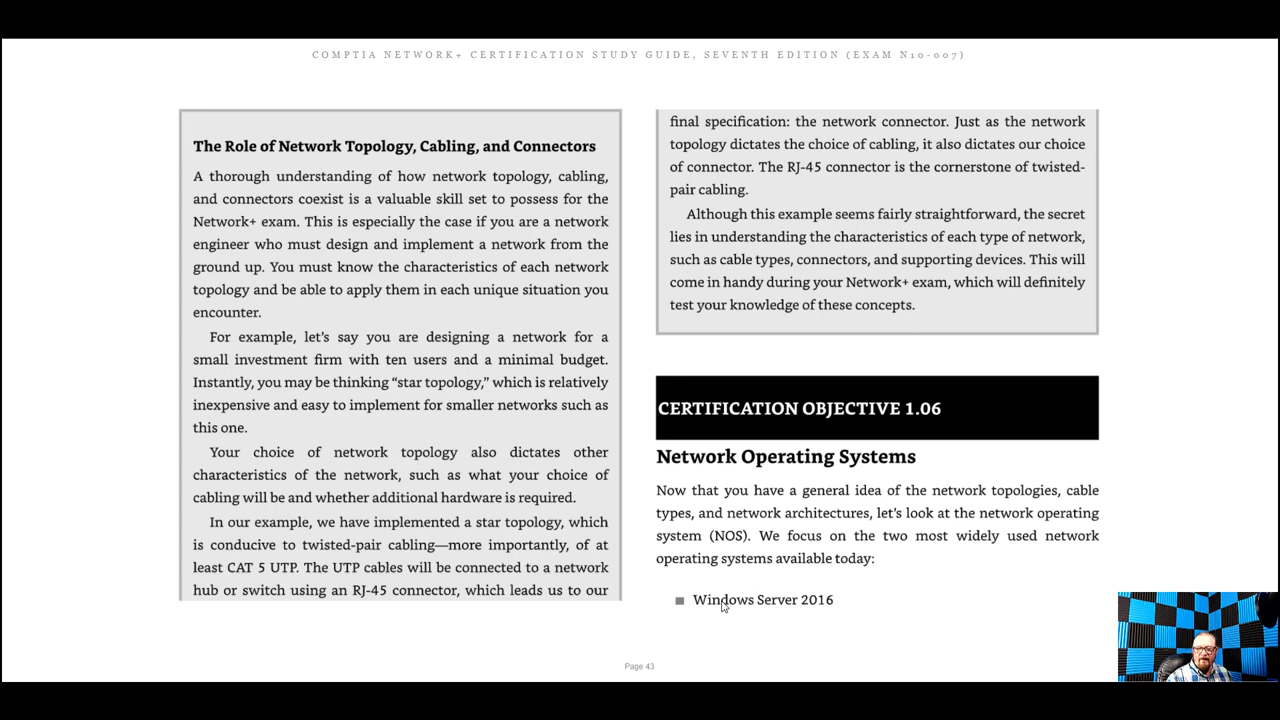 COMPTIA NETWORK+ CERTIFICATION STUDY GUIDE, SEVENTH EDITION (EXAM N10-007)
The Role of Network Topology, Cabling, and Connectors
A thorough understanding of how network topology, cabling,
and connectors coexist is a valuable skill set to possess for the
Network+ exam. This is especially the case if you are a network
engineer who must design and implement a network from the
ground up. You must know the characteristics of each network
topology and be able to apply them in each unique situation you
encounter.
For example, let's say you are designing a network for a
small investment firm with ten users and a minimal budget.
Instantly, you may be thinking “star topology,” which is relatively
inexpensive and easy to implement for smaller networks such as
this one.
Your choice of network topology also dictates other
characteristics of the network, such as what your choice of
cabling will be and whether additional hardware is required.
In our example, we have implemented a star topology, which
is conducive to twisted-pair cabling—more importantly, of at
least CAT 5 UTP. The UTP cables will be connected to a network
hub or switch using an RJ-45 connector, which leads us to our
final specification: the network connector. Just as the network
topology dictates the choice of cabling, it also dictates our choice
of connector. The RJ-45 connector is the cornerstone of twisted-
pair cabling.
Although this example seems fairly straightforward, the secret
lies in understanding the characteristics of each type of network,
such as cable types, connectors, and supporting devices. This will
come in handy during your Network+ exam, which will definitely
test your knowledge of these concepts.
CERTIFICATION OBJECTIVE 1.06
Network Operating Systems
Now that you have a general idea of the network topologies, cable
types, and network architectures, let's look at the network operating
system (NOS). We focus on the two most widely used network
operating systems available today:
■ Windows Server 2016
Page 43